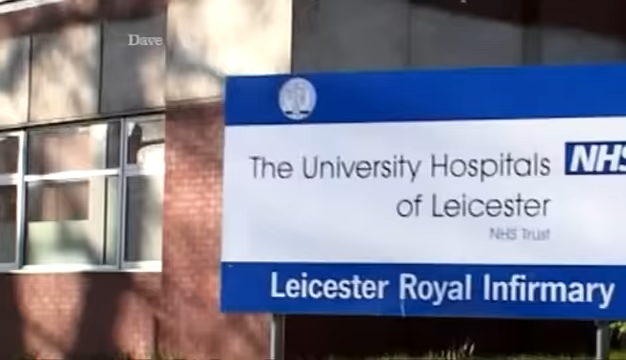 Dave
The University Hospitals
of Leicester
NHS Trust
NHS
Leicester Royal Infirmary